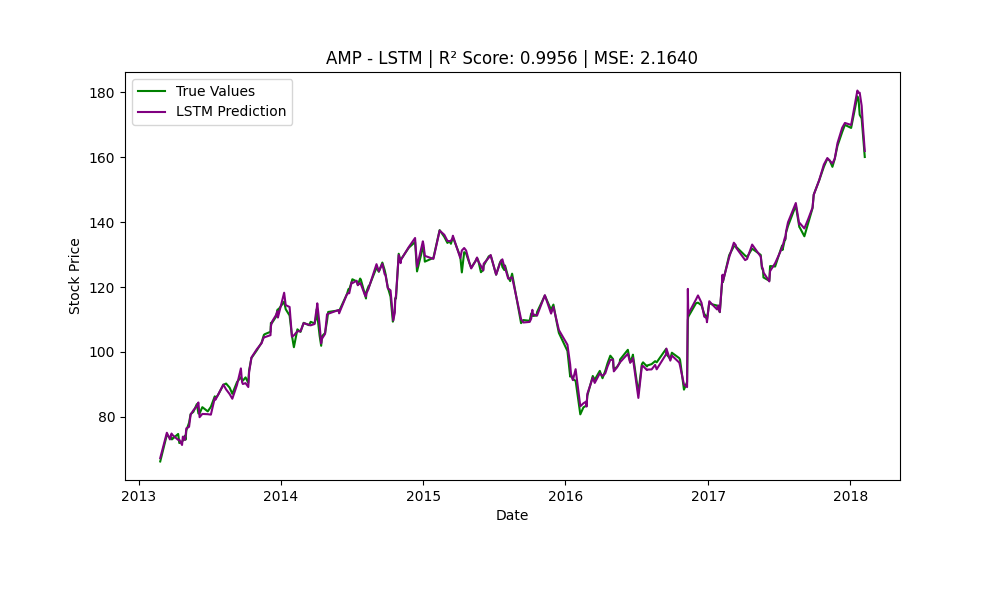 AMP - LSTM | R² Score: 0.9956 | MSE: 2.1640
True Values
LSTM Prediction
180
160
140
120
100
80
Stock Price
2013 2014 2015 2016 2017 2018
Date